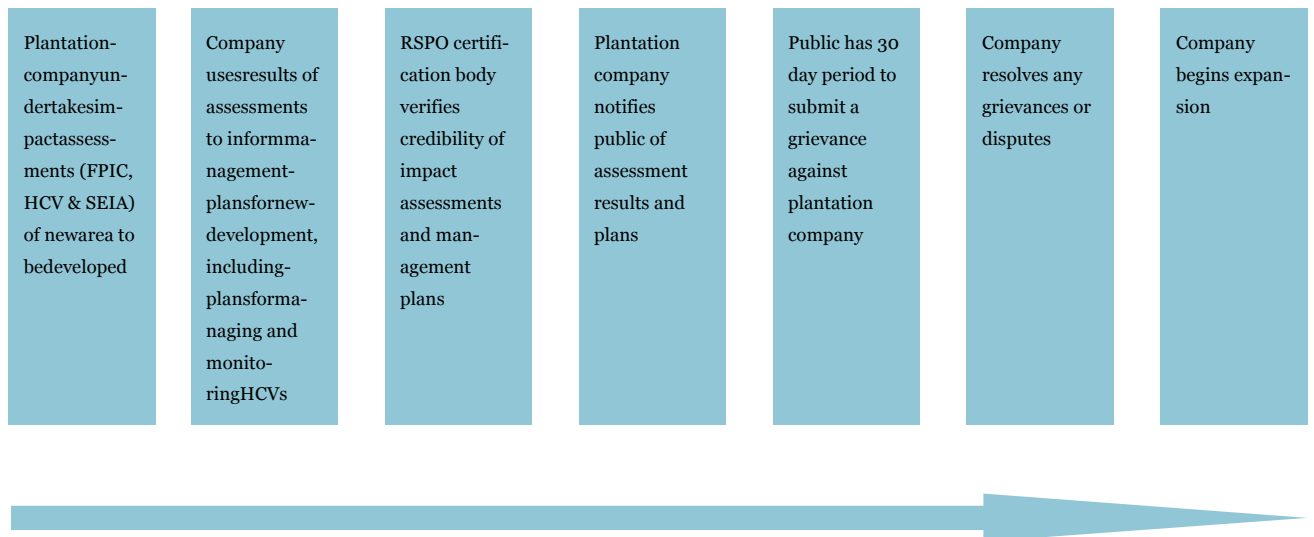 Plantation-
companyun-
dertakesim-
pactassess-
ments (FPIC,
HCV & SEIA)
of newarea to
bedeveloped
Company
usesresults of
assessments
to informma-
nagement-
plansfornew-
development,
including-
plansforma-
naging and
monito-
ringHCVs
RSPO certifi-
cation body
verifies
credibility of
impact
assessments
and man-
agement
plans
Plantation
company
notifies
public of
assessment
results and
plans
Public has 30
day period to
submit a
grievance
against
plantation
company
Company
resolves any
grievances or
disputes
Company
begins expan-
sion